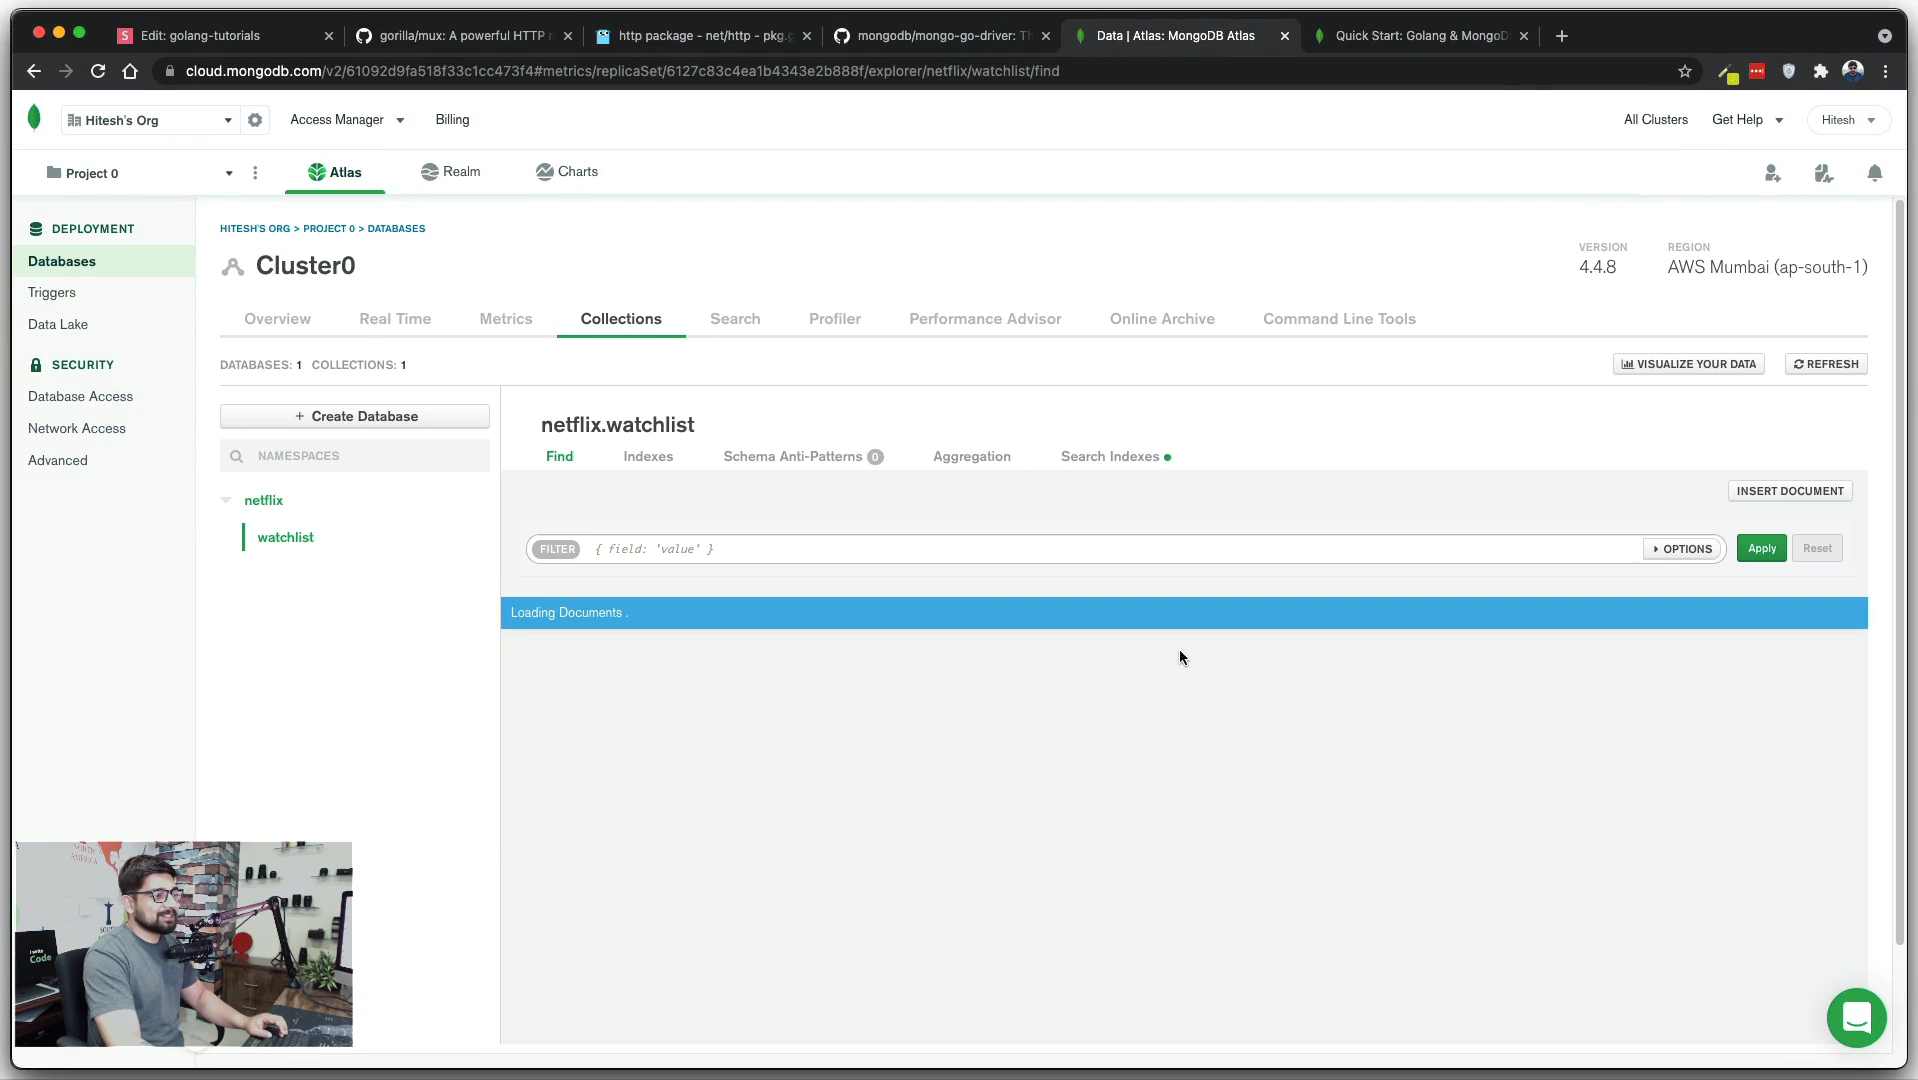 Edit: golang-tutorials
gorilla/mux: A powerful HTTP r
http package - net/http - pkg.g
mongodb/mongo-go-driver: Th
Data | Atlas: MongoDB Atlas
Quick Start: Golang & MongoD
cloud.mongodb.com/v2/61092d9fa518f33c1cc473f4#metrics/replicaSet/6127c83c4ea1b4343e2b888f/explorer/netflix/watchlist/find
Hitesh's Org
Access Manager
Billing
All Clusters
Get Help
Hitesh
Project 0
Atlas
Realm
Charts
DEPLOYMENT
Databases
Triggers
Data Lake
SECURITY
Database Access
Network Access
Advanced
HITESH'S ORG > PROJECT 0 > DATABASES
Cluster0
VERSION
4.4.8
REGION
AWS Mumbai (ap-south-1)
Overview
Real Time
Metrics
Collections
Search
Profiler
Performance Advisor
Online Archive
Command Line Tools
DATABASES: 1 COLLECTIONS: 1
VISUALIZE YOUR DATA
REFRESH
+ Create Database
NAMESPACES
netflix
watchlist
netflix.watchlist
Find
Indexes
Schema Anti-Patterns 0
Aggregation
Search Indexes
INSERT DOCUMENT
FILTER
{ field: 'value' }
OPTIONS
Apply
Reset
Loading Documents .
NORTH
AMERICA
I write
Code